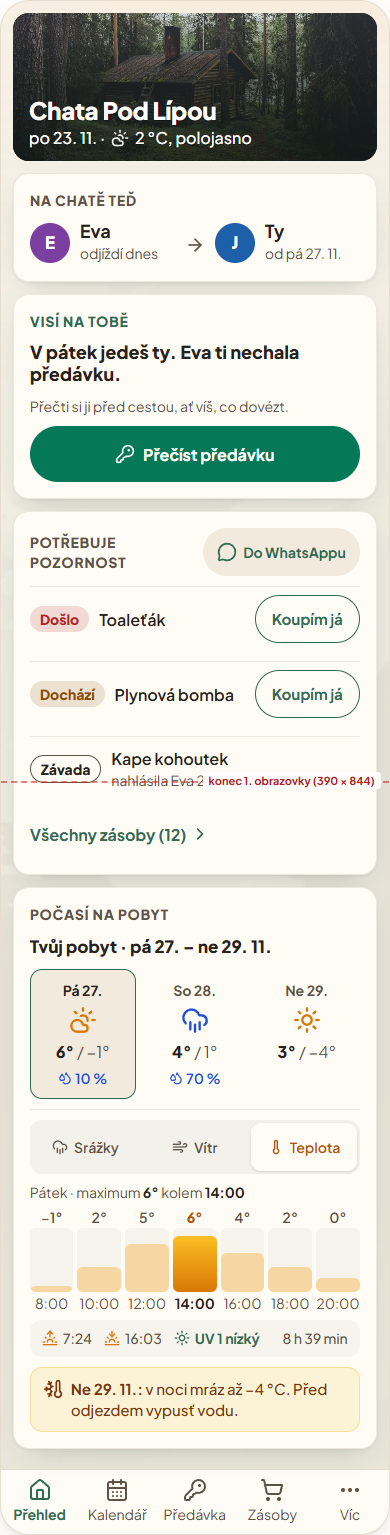 Chata Pod Lípou
po 23. 11. · 2 °C, polojasno
NA CHATĚ TEĎ
E Eva → J Ty
odjíždí dnes od pá 27. 11.
VISÍ NA TOBĚ
V pátek jedeš ty. Eva ti nechala
předávku.
Přečti si ji před cestou, ať víš, co dovézt.
Přečíst předávku
POTŘEBUJE
POZORNOST
Do WhatsAppu
Došlo Toaleťák Koupím já
Dochází Plynová bomba Koupím já
Závada Kape kohoutek
nahlásila Eva 2
konec 1. obrazovky (390 × 844)
Všechny zásoby (12)
POČASÍ NA POBYT
Tvůj pobyt · pá 27. – ne 29. 11.
Pá 27. So 28. Ne 29.
6° / −1° 4° / 1° 3° / −4°
10 % 70 %
Srážky Vítr Teplota
Pátek · maximum 6° kolem 14:00
−1° 2° 5° 6° 4° 2° 0°
8:00 10:00 12:00 14:00 16:00 18:00 20:00
7:24 16:03 UV 1 nízký 8 h 39 min
Ne 29. 11.: v noci mráz až −4 °C. Před
odjezdem vypusť vodu.
Přehled Kalendář Předávka Zásoby Víc